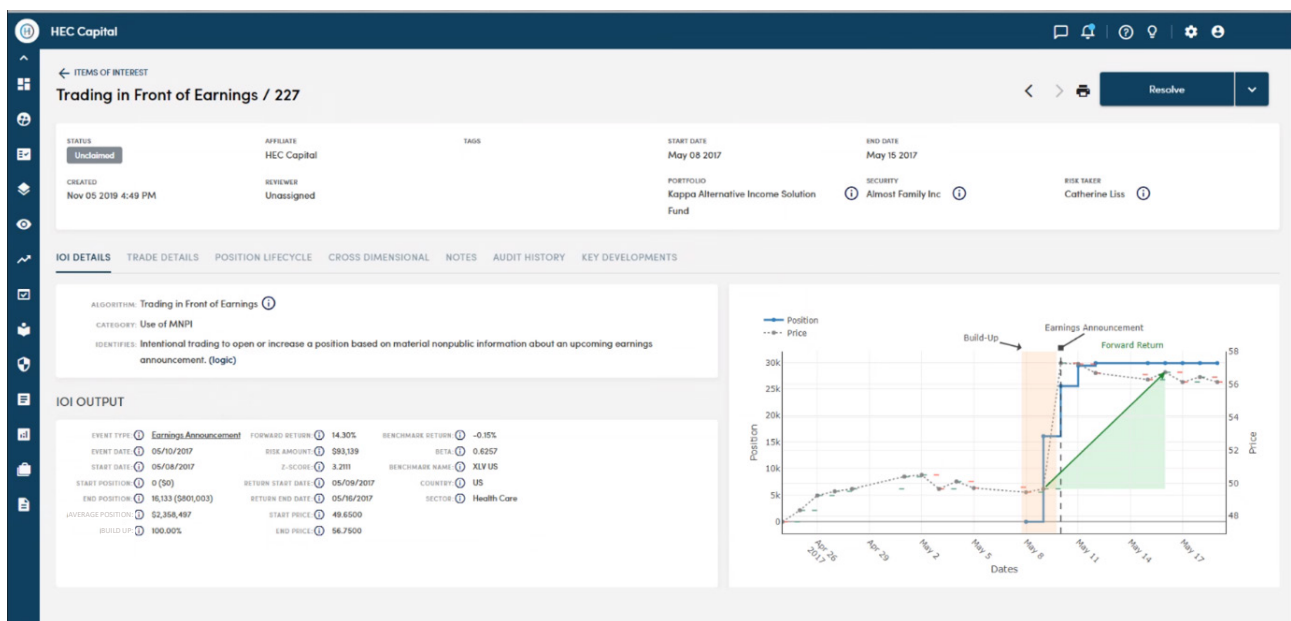 H HEC Capital
ITEMS OF INTEREST
Trading in Front of Earnings / 227
Resolve
STATUS AFFILIATE TAGS START DATE END DATE
Unclaimed HEC Capital May 08 2017 May 15 2017
CREATED REVIEWER PORTFOLIO SECURITY RISK TAKER
Nov 05 2019 4:49 PM Unassigned Kappa Alternative Income Solution Almost Family Inc Catherine Liss
Fund
IOI DETAILS TRADE DETAILS POSITION LIFECYCLE CROSS DIMENSIONAL NOTES AUDIT HISTORY KEY DEVELOPMENTS
ALGORITHM: Trading in Front of Earnings
CATEGORY: Use of MNPI
IDENTIFIES: Intentional trading to open or increase a position based on material nonpublic information about an upcoming earnings
announcement. (logic)
IOI OUTPUT
EVENT TYPE: Earnings Announcement FORWARD RETURN: 14.30% BENCHMARK RETURN: -0.15%
EVENT DATE: 05/10/2017 RISK AMOUNT: $93,139 BETA: 0.6257
START DATE: 05/08/2017 Z-SCORE: 3.2111 BENCHMARK NAME: XLV US
START POSITION: 0 ($0) RETURN START DATE: 05/09/2017 COUNTRY: US
END POSITION: 16,133 ($801,003) RETURN END DATE: 05/16/2017 SECTOR: Health Care
AVERAGE POSITION: $2,358,497 START PRICE: 49.6500
BUILD UP: 100.00% END PRICE: 56.7500
Position
Price
Build-Up
Earnings Announcement
Forward Return
30k
25k
20k
15k
10k
5k
0
Position
58
56
54
52
50
48
Price
Apr 26
2017
Apr 29
May 2
May 5
May 8
May 11
May 14
May 17
Dates